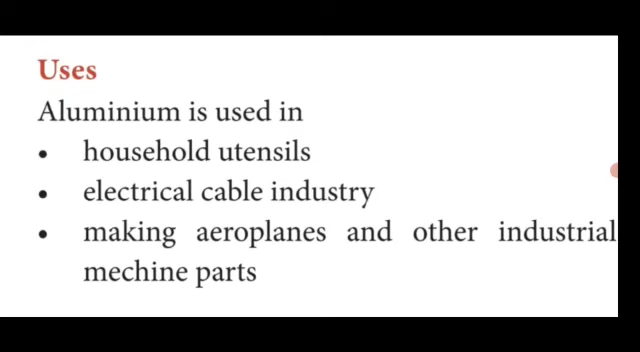 Uses
Aluminium is used in
• household utensils
• electrical cable industry
• making aeroplanes and other industrial
mechine parts